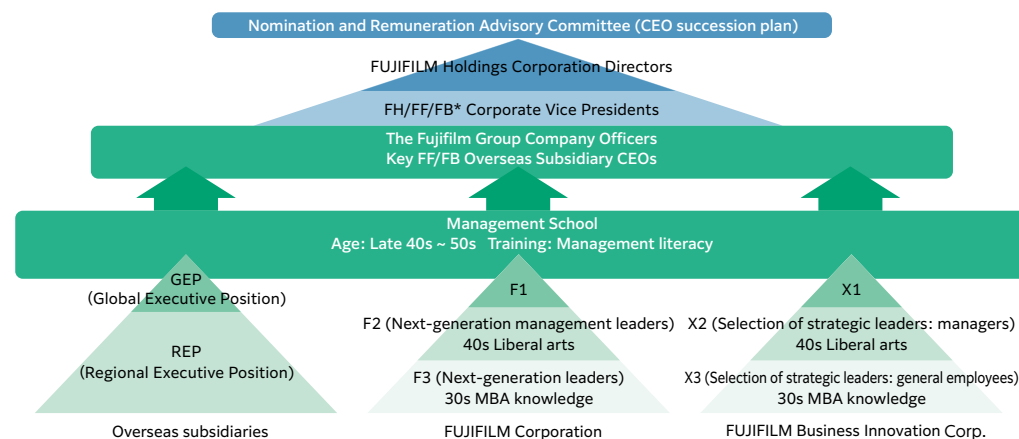 Nomination and Remuneration Advisory Committee (CEO succession plan)
FUJIFILM Holdings Corporation Directors
FH/FF/FB* Corporate Vice Presidents
The Fujifilm Group Company Officers
Key FF/FB Overseas Subsidiary CEOs
Management School
Age: Late 40s ~ 50s Training: Management literacy
GEP
(Global Executive Position)
REP
(Regional Executive Position)
Overseas subsidiaries
F1
F2 (Next-generation management leaders)
40s Liberal arts
F3 (Next-generation leaders)
30s MBA knowledge
FUJIFILM Corporation
X1
X2 (Selection of strategic leaders: managers)
40s Liberal arts
X3 (Selection of strategic leaders: general employees)
30s MBA knowledge
FUJIFILM Business Innovation Corp.